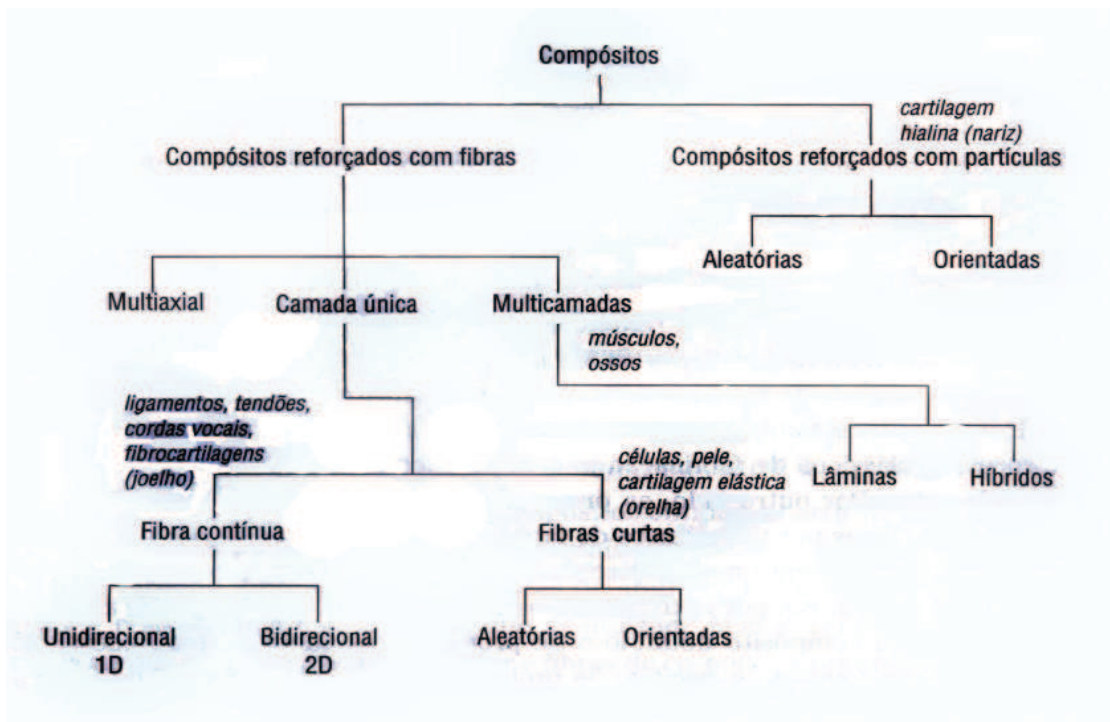 Compósitos
cartilagem
hialina (nariz)
Compósitos reforçados com fibras
Compósitos reforçados com partículas
Aleatórias
Orientadas
Multiaxial
Camada única
Multicamadas
músculos,
ossos
ligamentos, tendões,
cordas vocais,
fibrocartilagens
(joelho)
células, pele,
cartilagem elástica
(orelha)
Lâminas
Híbridos
Fibra contínua
Fibras curtas
Unidirecional
1D
Bidirecional
2D
Aleatórias
Orientadas